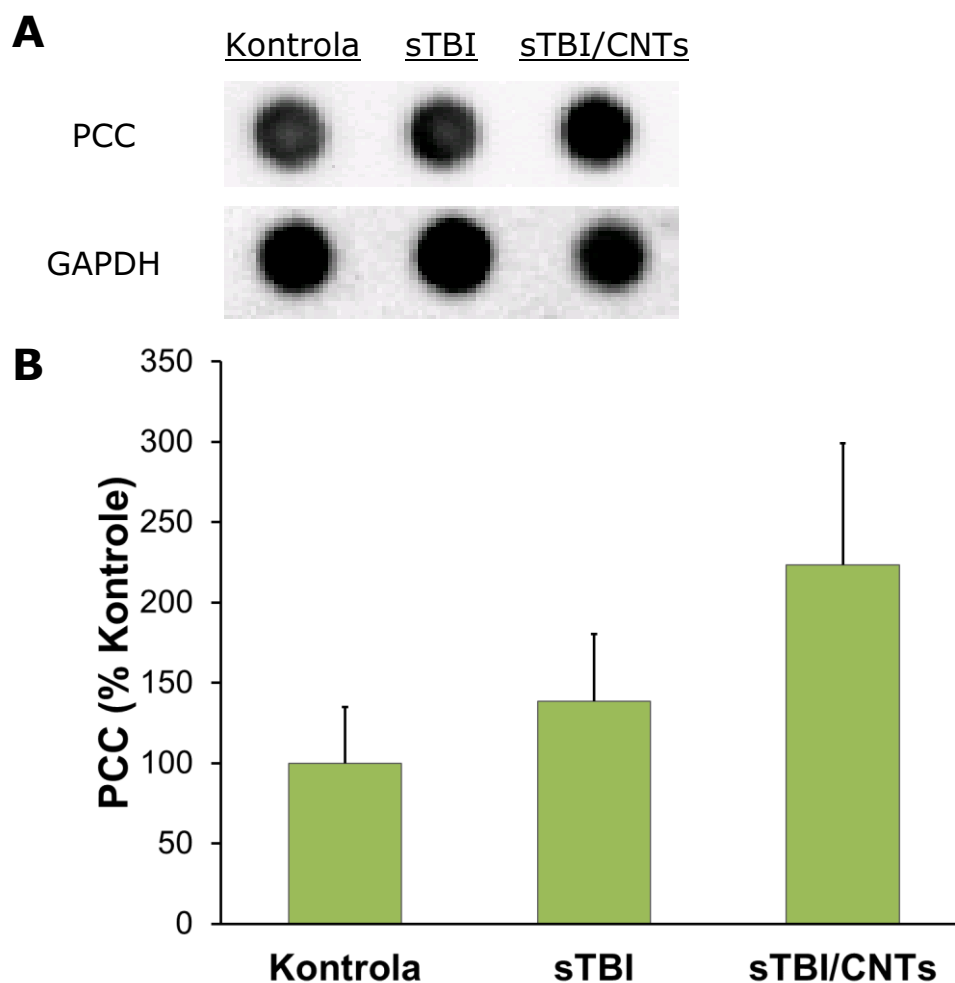 A
Kontrola sTBI sTBI/CNTs
PCC
GAPDH
B
PCC (% Kontrole)
350
300
250
200
150
100
50
0
Kontrola sTBI sTBI/CNTs